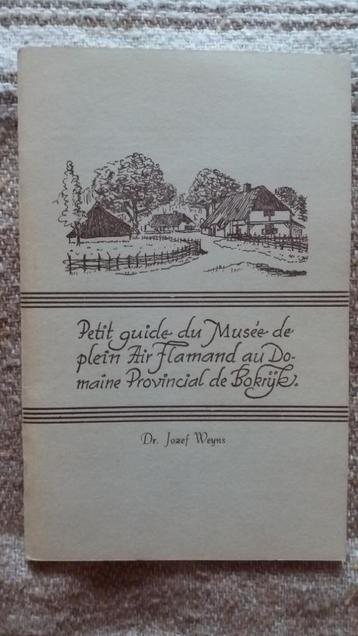 Petit guide du Musée de
plein Air Flamand au Do-
maine Provincial de Bokrijk.
Dr. Jozef Weyns